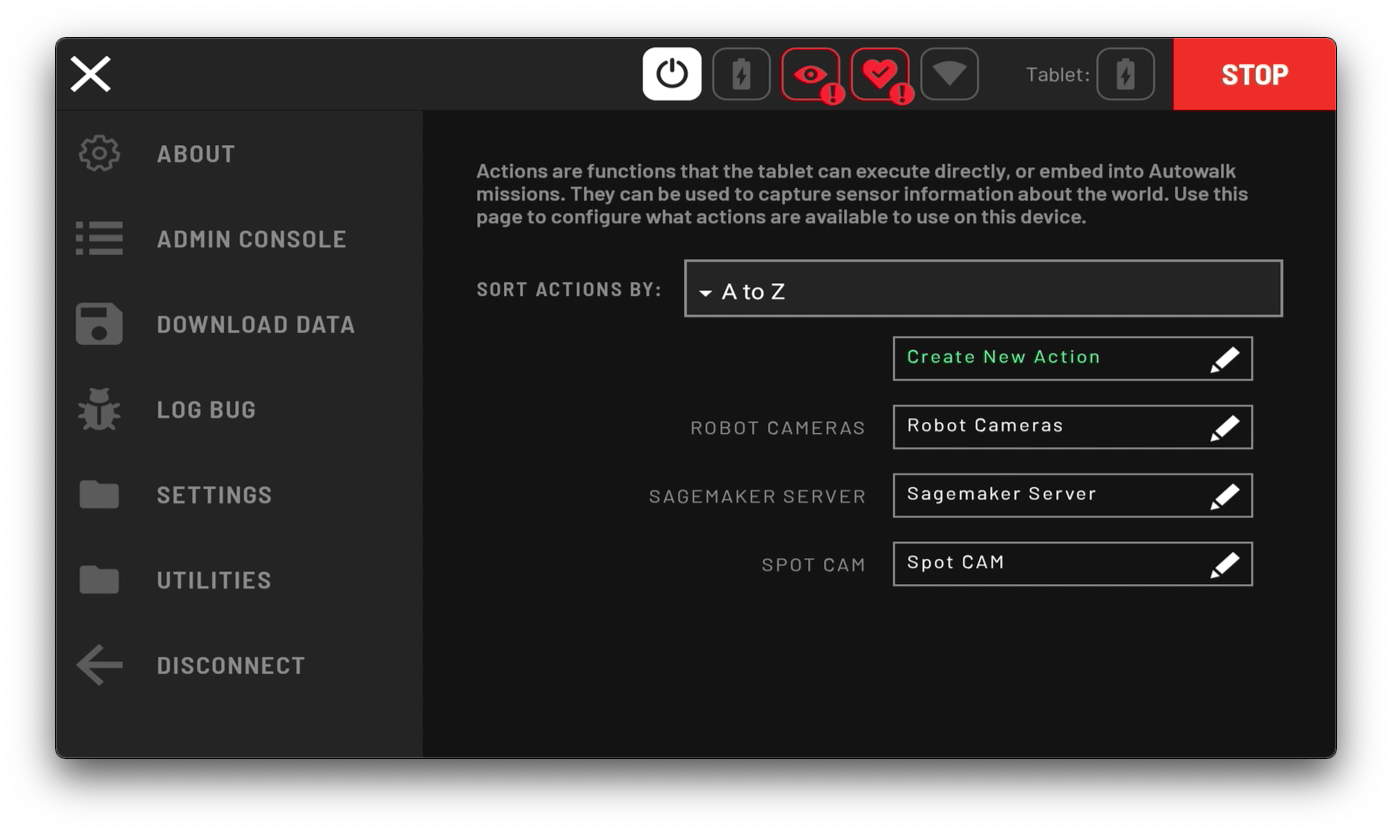 Tablet:
STOP
ABOUT
ADMIN CONSOLE
DOWNLOAD DATA
LOG BUG
SETTINGS
UTILITIES
DISCONNECT
Actions are functions that the tablet can execute directly, or embed into Autowalk
missions. They can be used to capture sensor information about the world. Use this
page to configure what actions are available to use on this device.
SORT ACTIONS BY:
A to Z
Create New Action
ROBOT CAMERAS
Robot Cameras
SAGEMAKER SERVER
Sagemaker Server
SPOT CAM
Spot CAM